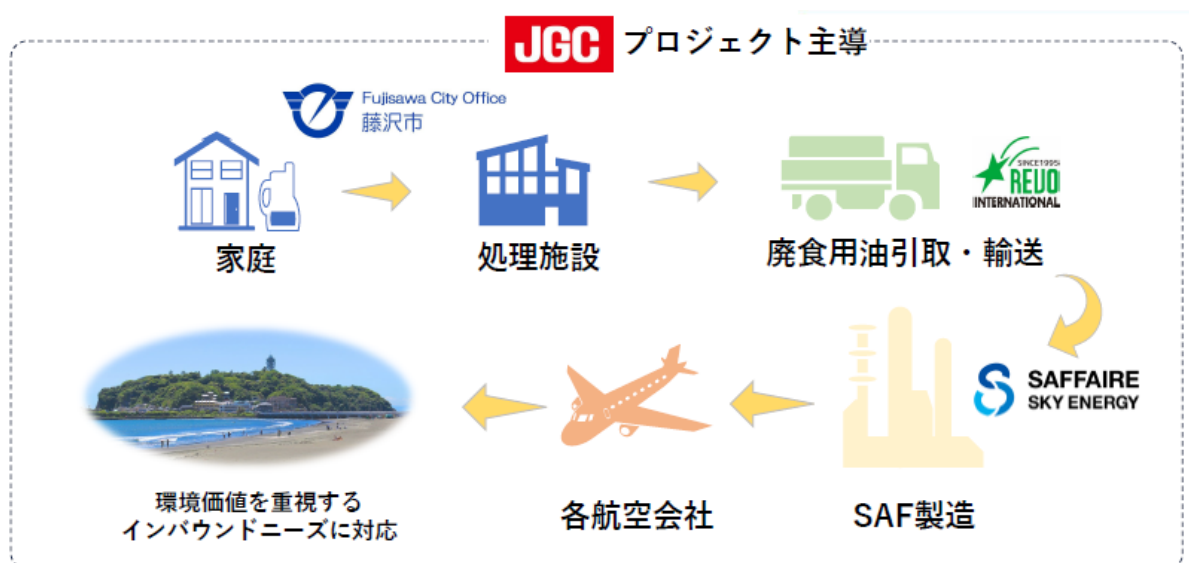 JGC プロジェクト主導
Fujisawa City Office
藤沢市
家庭
処理施設
SINCE1995
REVO
INTERNATIONAL
廃食用油引取・輸送
SAFFAIRE
SKY ENERGY
SAF製造
各航空会社
環境価値を重視する
インバウンドニーズに対応